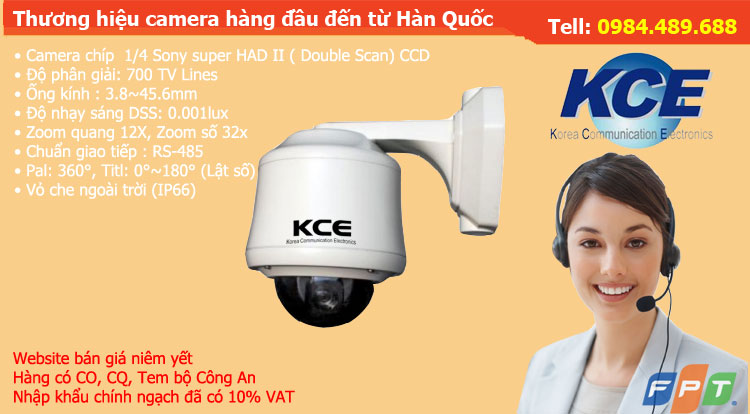 Thương hiệu camera hàng đầu đến từ Hàn Quốc
Tell: 0984.489.688
• Camera chíp 1/4 Sony super HAD II ( Double Scan) CCD
• Độ phân giải: 700 TV Lines
• Ống kính : 3.8~45.6mm
• Độ nhạy sáng DSS: 0.001lux
• Zoom quang 12X, Zoom số 32x
• Chuẩn giao tiếp : RS-485
• Pal: 360°, Titl: 0°~180° (Lật số)
• Vỏ che ngoài trời (IP66)
KCE
Korea Communication Electronics
KCE
Korea Communication Electronics
Website bán giá niêm yết
Hàng có CO, CQ, Tem bộ Công An
Nhập khẩu chính ngạch đã có 10% VAT
FPT